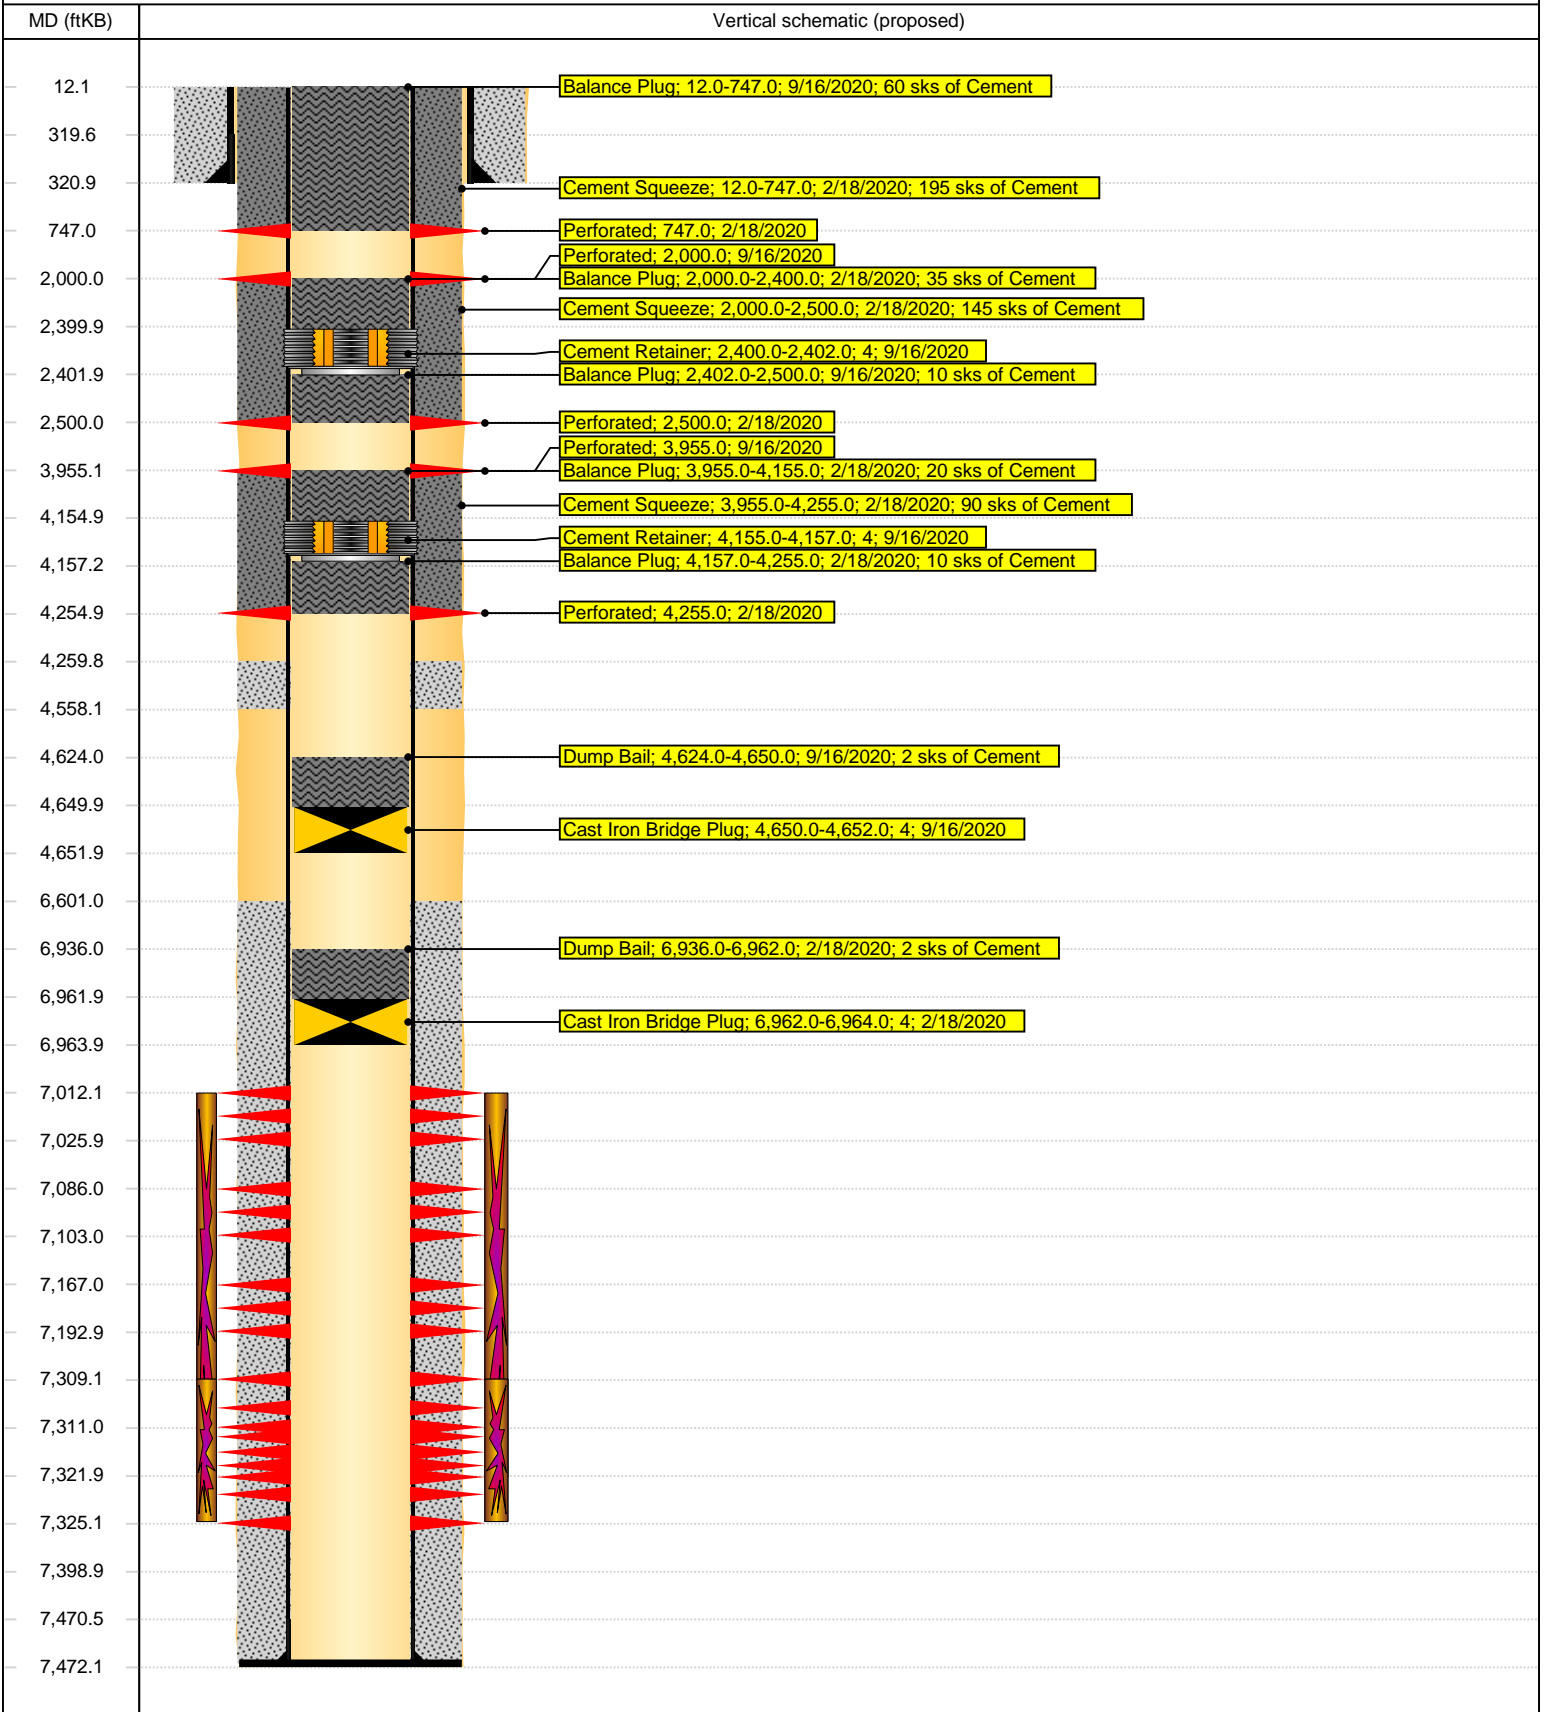 MD (ftKB)
Vertical schematic (proposed)
12.1
Balance Plug; 12.0-747.0; 9/16/2020; 60 sks of Cement
319.6
320.9
Cement Squeeze; 12.0-747.0; 2/18/2020; 195 sks of Cement
747.0
Perforated; 747.0; 2/18/2020
Perforated; 2,000.0; 9/16/2020
2,000.0
Balance Plug; 2,000.0-2,400.0; 2/18/2020; 35 sks of Cement
Cement Squeeze; 2,000.0-2,500.0; 2/18/2020; 145 sks of Cement
2,399.9
Cement Retainer; 2,400.0-2,402.0; 4; 9/16/2020
2,401.9
Balance Plug; 2,402.0-2,500.0; 9/16/2020; 10 sks of Cement
2,500.0
Perforated; 2,500.0; 2/18/2020
Perforated; 3,955.0; 9/16/2020
3,955.1
Balance Plug; 3,955.0-4,155.0; 2/18/2020; 20 sks of Cement
Cement Squeeze; 3,955.0-4,255.0; 2/18/2020; 90 sks of Cement
4,154.9
Cement Retainer; 4,155.0-4,157.0; 4; 9/16/2020
4,157.2
Balance Plug; 4,157.0-4,255.0; 2/18/2020; 10 sks of Cement
4,254.9
Perforated; 4,255.0; 2/18/2020
4,259.8
4,558.1
4,624.0
Dump Bail; 4,624.0-4,650.0; 9/16/2020; 2 sks of Cement
4,649.9
Cast Iron Bridge Plug; 4,650.0-4,652.0; 4; 9/16/2020
4,651.9
6,601.0
6,936.0
Dump Bail; 6,936.0-6,962.0; 2/18/2020; 2 sks of Cement
6,961.9
Cast Iron Bridge Plug; 6,962.0-6,964.0; 4; 2/18/2020
6,963.9
7,012.1
7,025.9
7,086.0
7,103.0
7,167.0
7,192.9
7,309.1
7,311.0
7,321.9
7,325.1
7,398.9
7,470.5
7,472.1